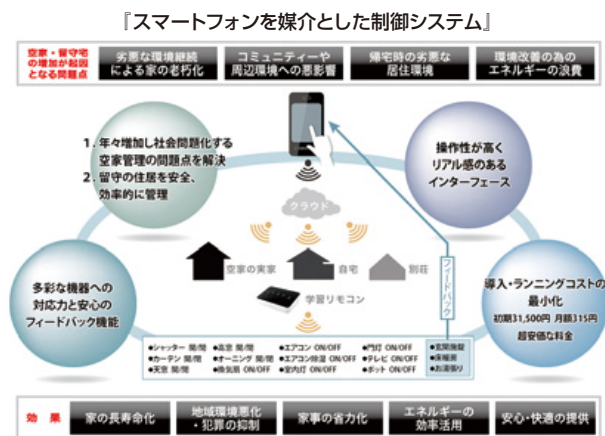 『スマートフォンを媒介とした制御システム』
空家・留守宅
の増加が起因
となる問題点
劣悪な環境継続
による家の老朽化
コミュニティーや
周辺環境への悪影響
帰宅時の劣悪な
居住環境
環境改善の為の
エネルギーの浪費
1. 年々増加し社会問題化する
空家管理の問題点を解決
2. 留守の住居を安全、
効率的に管理
操作性が高く
リアル感のある
インターフェース
クラウド
空家の実家
自宅
別荘
学習リモコン
フィードバック
多彩な機器への
対応力と安心の
フィードバック機能
導入・ランニングコストの
最小化
初期31,500円 月額315円
超安価な料金
●シャッター 開/閉 ●高窓 開/閉 ●エアコン ON/OFF ●門灯 ON/OFF ●玄関施錠
●カーテン 開/閉 ●オーニング 開/閉 ●エアコン除湿 ON/OFF ●テレビ ON/OFF ●床暖房
●天窓 開/閉 ●換気扇 ON/OFF ●室内灯 ON/OFF ●ポット ON/OFF ●お湯張り
効果
家の長寿命化
地域環境悪化
・犯罪の抑制
家事の省力化
エネルギーの
効率活用
安心・快適の提供